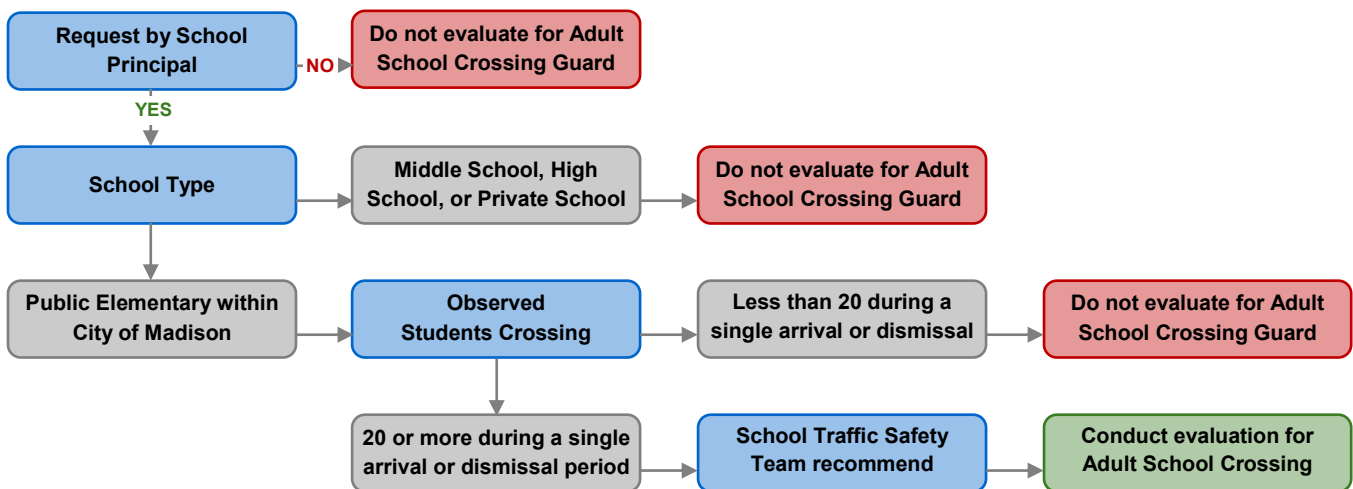 Request by School
Principal
NO
Do not evaluate for Adult
School Crossing Guard
YES
School Type
Middle School, High
School, or Private School
Do not evaluate for Adult
School Crossing Guard
Public Elementary within
City of Madison
Observed
Students Crossing
Less than 20 during a
single arrival or dismissal
Do not evaluate for Adult
School Crossing Guard
20 or more during a single
arrival or dismissal period
School Traffic Safety
Team recommend
Conduct evaluation for
Adult School Crossing